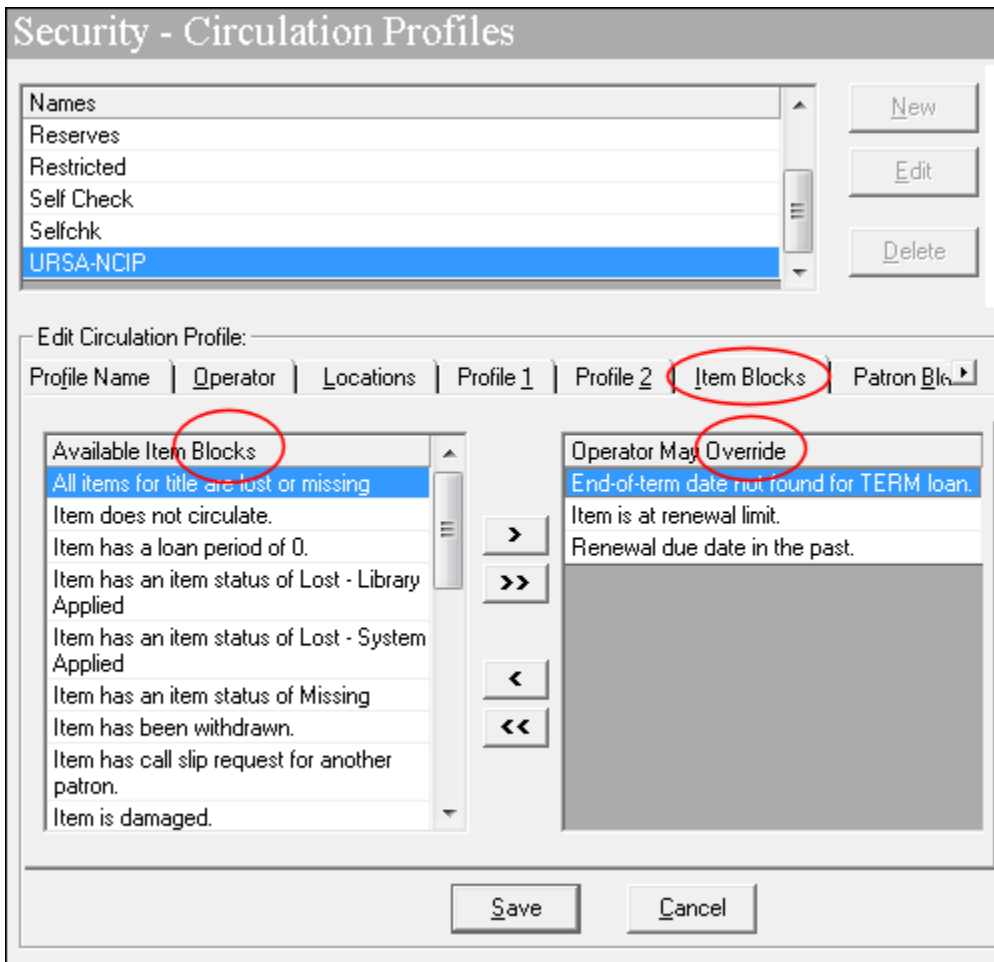 Security - Circulation Profiles
Names
Reserves
Restricted
Self Check
Selfchk
URSA-NCIP
New
Edit
Delete
Edit Circulation Profile:
Profile Name
Operator
Locations
Profile 1
Profile 2
Item Blocks
Patron Blo
Available Item Blocks
All items for title are lost or missing
Item does not circulate.
Item has a loan period of 0.
Item has an item status of Lost - Library
Applied
Item has an item status of Lost - System
Applied
Item has an item status of Missing
Item has been withdrawn.
Item has call slip request for another
patron.
Item is damaged.
>
>>
<
<<
Operator May Override
End-of-term date not found for TERM loan.
Item is at renewal limit.
Renewal due date in the past.
Save
Cancel